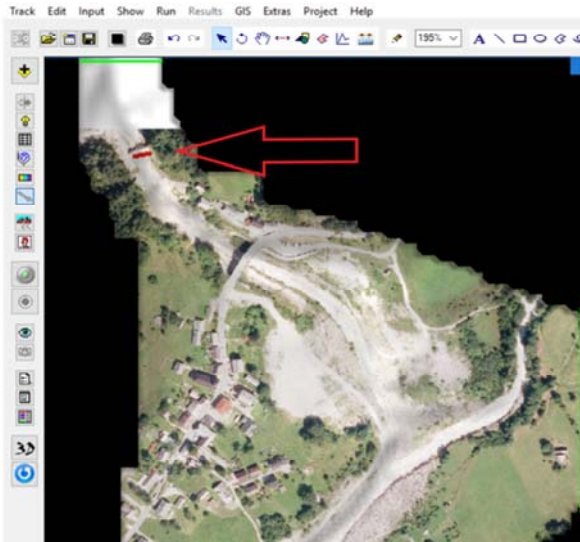 Track Edit Input Show Run Results GIS Extras Project Help
195% A
3D